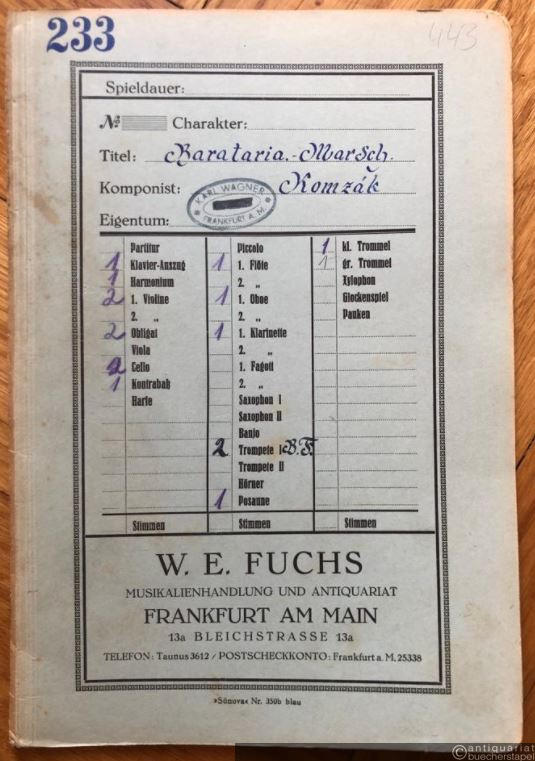 233
443
Spieldauer:
№ Charakter:
Titel: Barataria.-Marsch.
Komponist: Komzák
KARL WAGNER
FRANKFURT A. M.
Eigentum:
Partitur
1 Klavier-Auszug
1 Harmonium
2 1. Violine
2. „
2 Obligat
Viola
2 Cello
1 Kontrabaß
Harfe
Stimmen
Piccolo
1 1. Flöte
2. „
1 1. Oboe
2. „
1 1. Klarinette
2. „
1. Fagott
2. „
Saxophon I
Saxophon II
Banjo
2 Trompete I
Trompete II
Hörner
1 Posaune
Stimmen
1 kl. Trommel
1 gr. Trommel
Xylophon
Glockenspiel
Pauken
Stimmen
W. E. FUCHS
MUSIKALIENHANDLUNG UND ANTIQUARIAT
FRANKFURT AM MAIN
13a BLEICHSTRASSE 13a
TELEFON: Taunus 3612 / POSTSCHECKKONTO: Frankfurt a. M. 25338
»Sünova« Nr. 350b blau
©antiquariat
buecherstapel